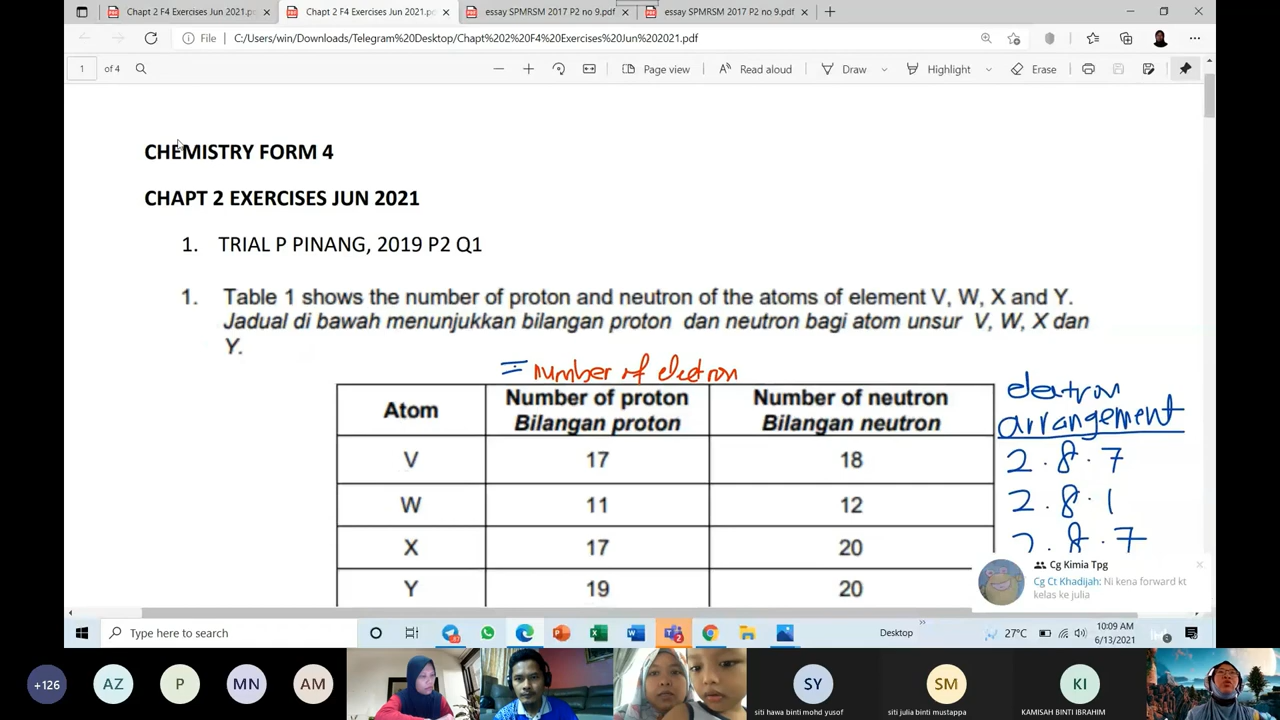 Chapt 2 F4 Exercises Jun 2021.pdf
Chapt 2 F4 Exercises Jun 2021.pdf
essay SPMRSM 2017 P2 no 9.pdf
essay SPMRSM 2017 P2 no 9.pdf
File C:/Users/win/Downloads/Telegram%20Desktop/Chapt%202%20F4%20Exercises%20Jun%202021.pdf
1 of 4 Page view Read aloud Draw Highlight Erase
CHEMISTRY FORM 4
CHAPT 2 EXERCISES JUN 2021
1. TRIAL P PINANG, 2019 P2 Q1
1. Table 1 shows the number of proton and neutron of the atoms of element V, W, X and Y.
Jadual di bawah menunjukkan bilangan proton dan neutron bagi atom unsur V, W, X dan
Y.
= number of electron
electron
arrangement
Atom Number of proton Number of neutron
Bilangan proton Bilangan neutron
V 17 18 2.8.7
W 11 12 2.8.1
X 17 20 2.8.7
Y 19 20
Cg Kimia Tpg
Cg Ct Khadijah: Ni kena forward kt
kelas ke julia
Type here to search
Desktop
27°C
10:09 AM
6/13/2021
+126 AZ P MN AM SY SM KI
siti hawa binti mohd yusof siti julia binti mustappa KAMISAH BINTI IBRAHIM